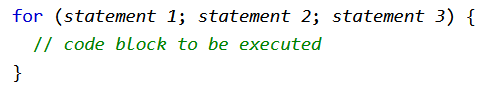 for (statement 1; statement 2; statement 3) {
  // code block to be executed
}